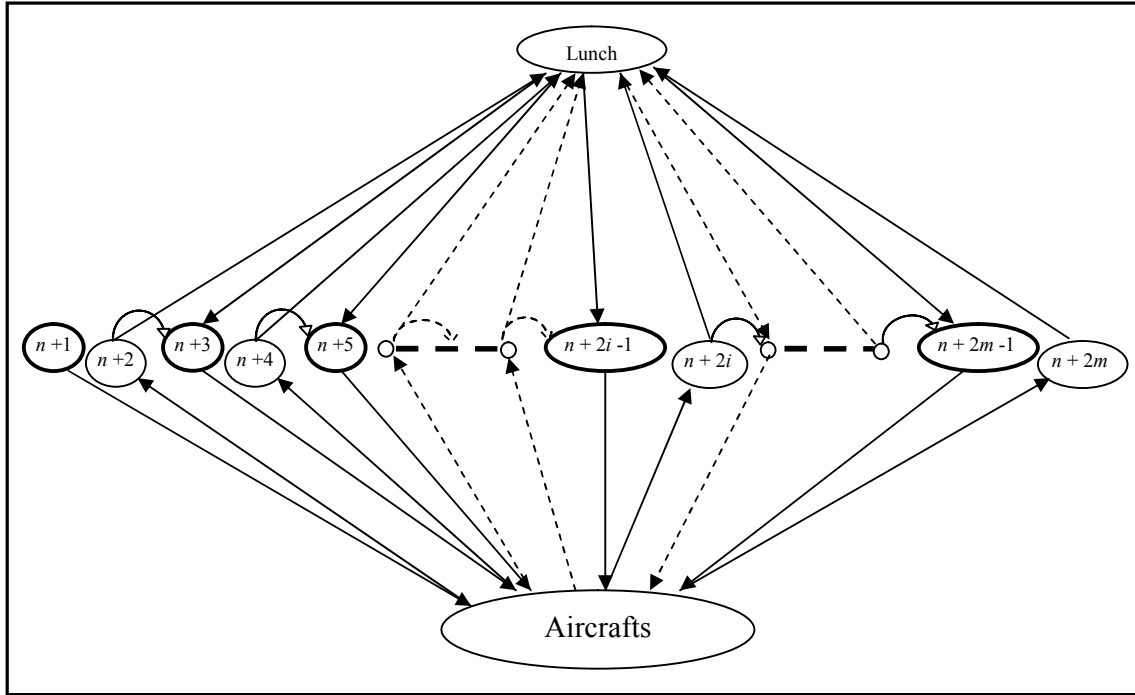 Lunch
n +1
n +2
n +3
n +4
n +5
n + 2i -1
n + 2i
n + 2m -1
n + 2m
Aircrafts